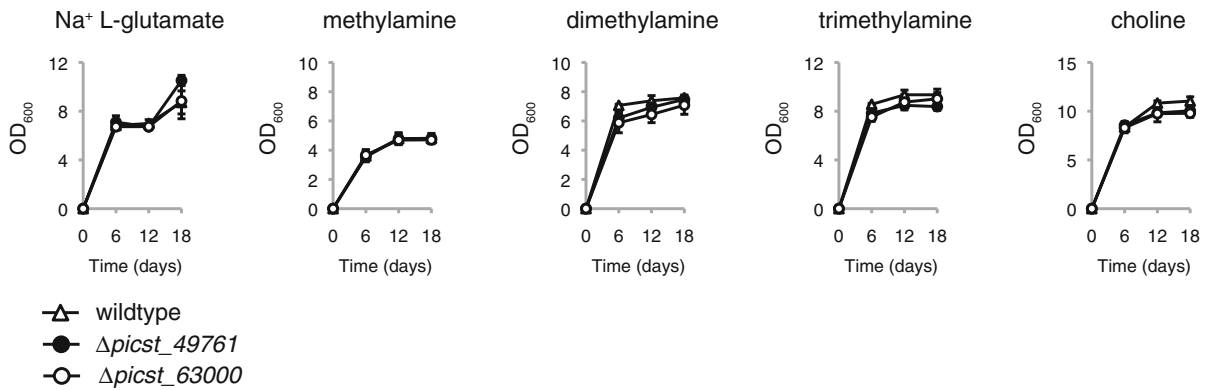 Na⁺ L-glutamate
12
8
4
0
OD₆₀₀
0 6 12 18
Time (days)
methylamine
10
8
6
4
2
0
OD₆₀₀
0 6 12 18
Time (days)
dimethylamine
10
8
6
4
2
0
OD₆₀₀
0 6 12 18
Time (days)
trimethylamine
12
8
4
0
OD₆₀₀
0 6 12 18
Time (days)
choline
15
10
5
0
OD₆₀₀
0 6 12 18
Time (days)
wildtype
Δpicst_49761
Δpicst_63000